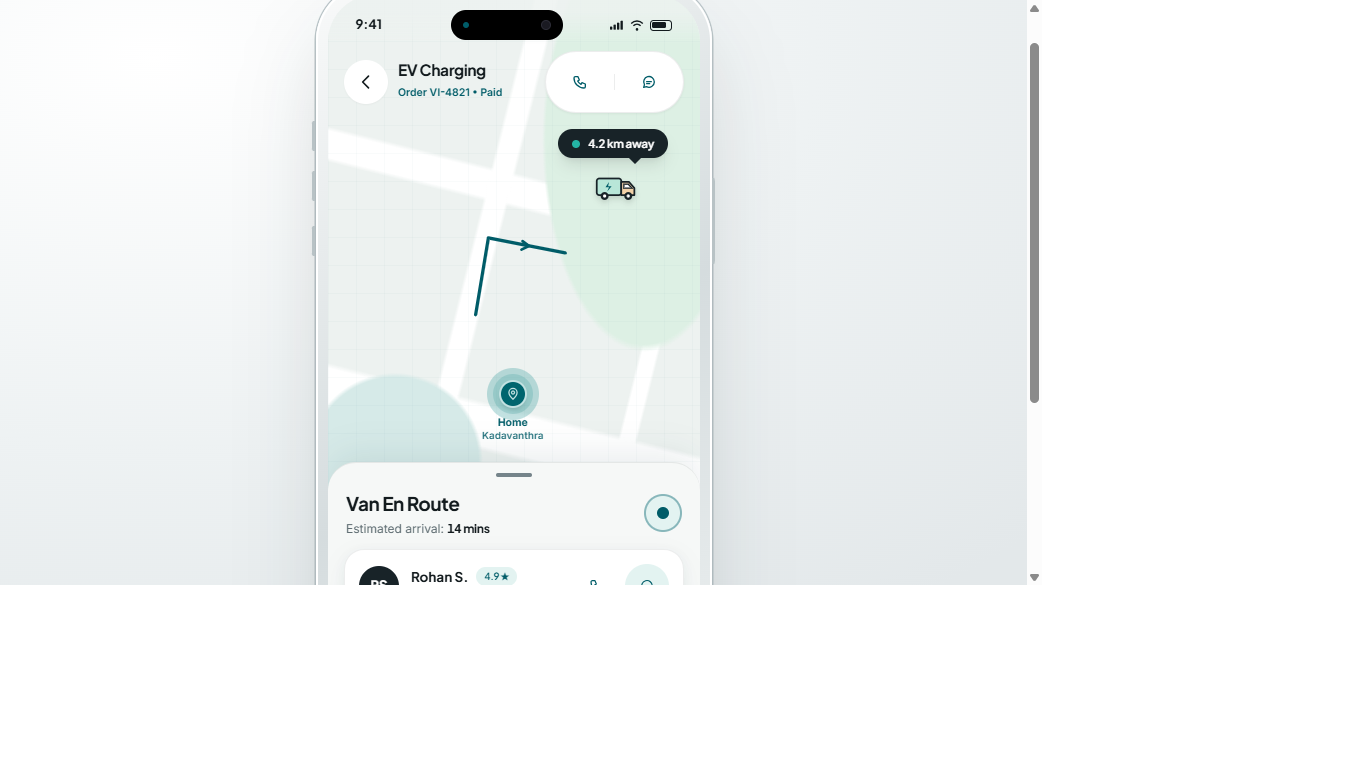 9:41
EV Charging
Order VI-4821 • Paid
4.2 km away
Home
Kadavanthra
Van En Route
Estimated arrival: 14 mins
RS
Rohan S.
4.9★